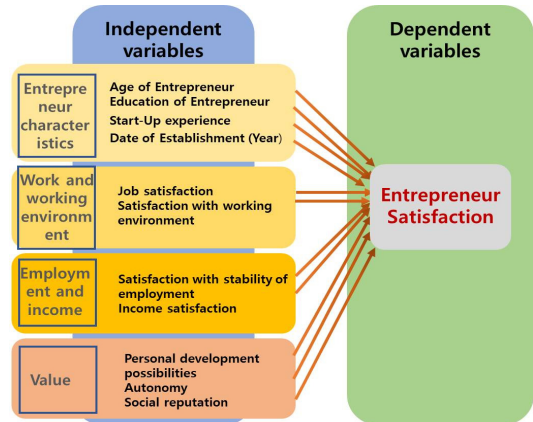 Independent
variables
Dependent
variables
Entrepre
neur
character
istics
Age of Entrepreneur
Education of Entrepreneur
Start-Up experience
Date of Establishment (Year)
Work and
working
environm
ent
Job satisfaction
Satisfaction with working
environment
Entrepreneur
Satisfaction
Employm
ent and
income
Satisfaction with stability of
employment
Income satisfaction
Value
Personal development
possibilities
Autonomy
Social reputation